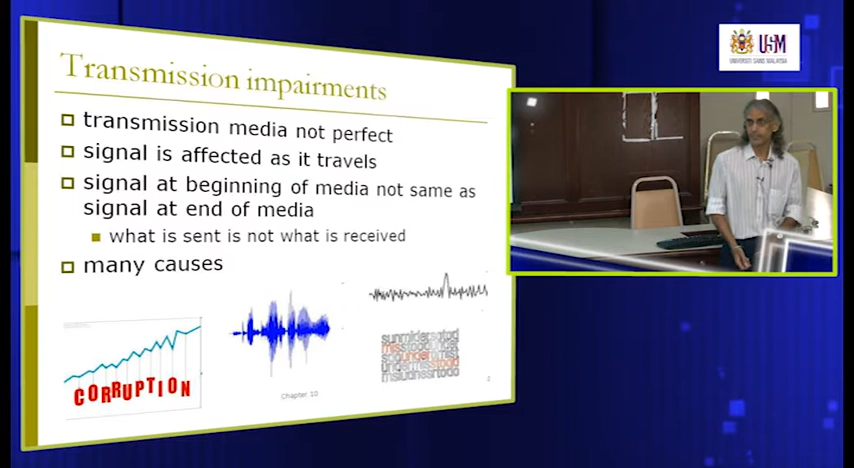 Transmission impairments
transmission media not perfect
signal is affected as it travels
signal at beginning of media not same as
signal at end of media
what is sent is not what is received
many causes
CORRUPTION
Chapter 10
2
USM
UNIVERSITI SAINS MALAYSIA